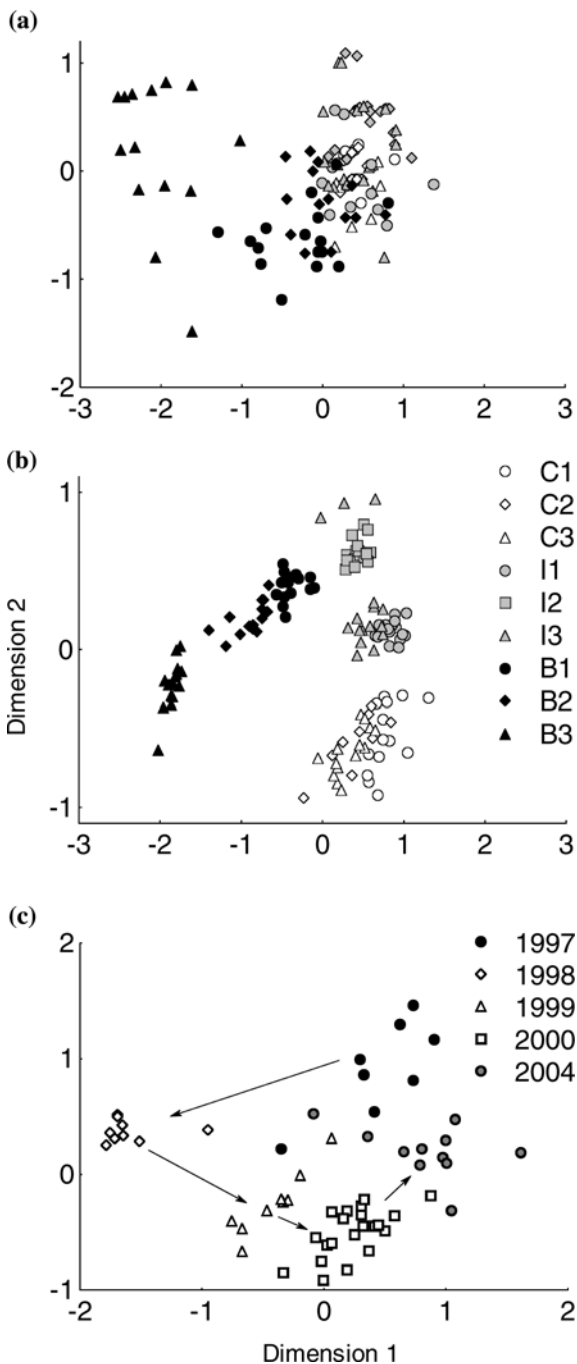 (a)
1
0
-1
-2
-3 -2 -1 0 1 2 3
(b)
1
0
-1
-3 -2 -1 0 1 2 3
Dimension 2
C1
C2
C3
I1
I2
I3
B1
B2
B3
(c)
2
1
0
-1
-2 -1 0 1 2
1997
1998
1999
2000
2004
Dimension 1